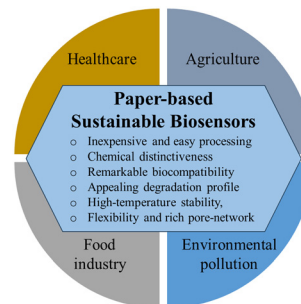 Healthcare
Agriculture
Paper-based
Sustainable Biosensors
o Inexpensive and easy processing
o Chemical distinctiveness
o Remarkable biocompatibility
o Appealing degradation profile
o High-temperature stability,
o Flexibility and rich pore-network
Food
industry
Environmental
pollution